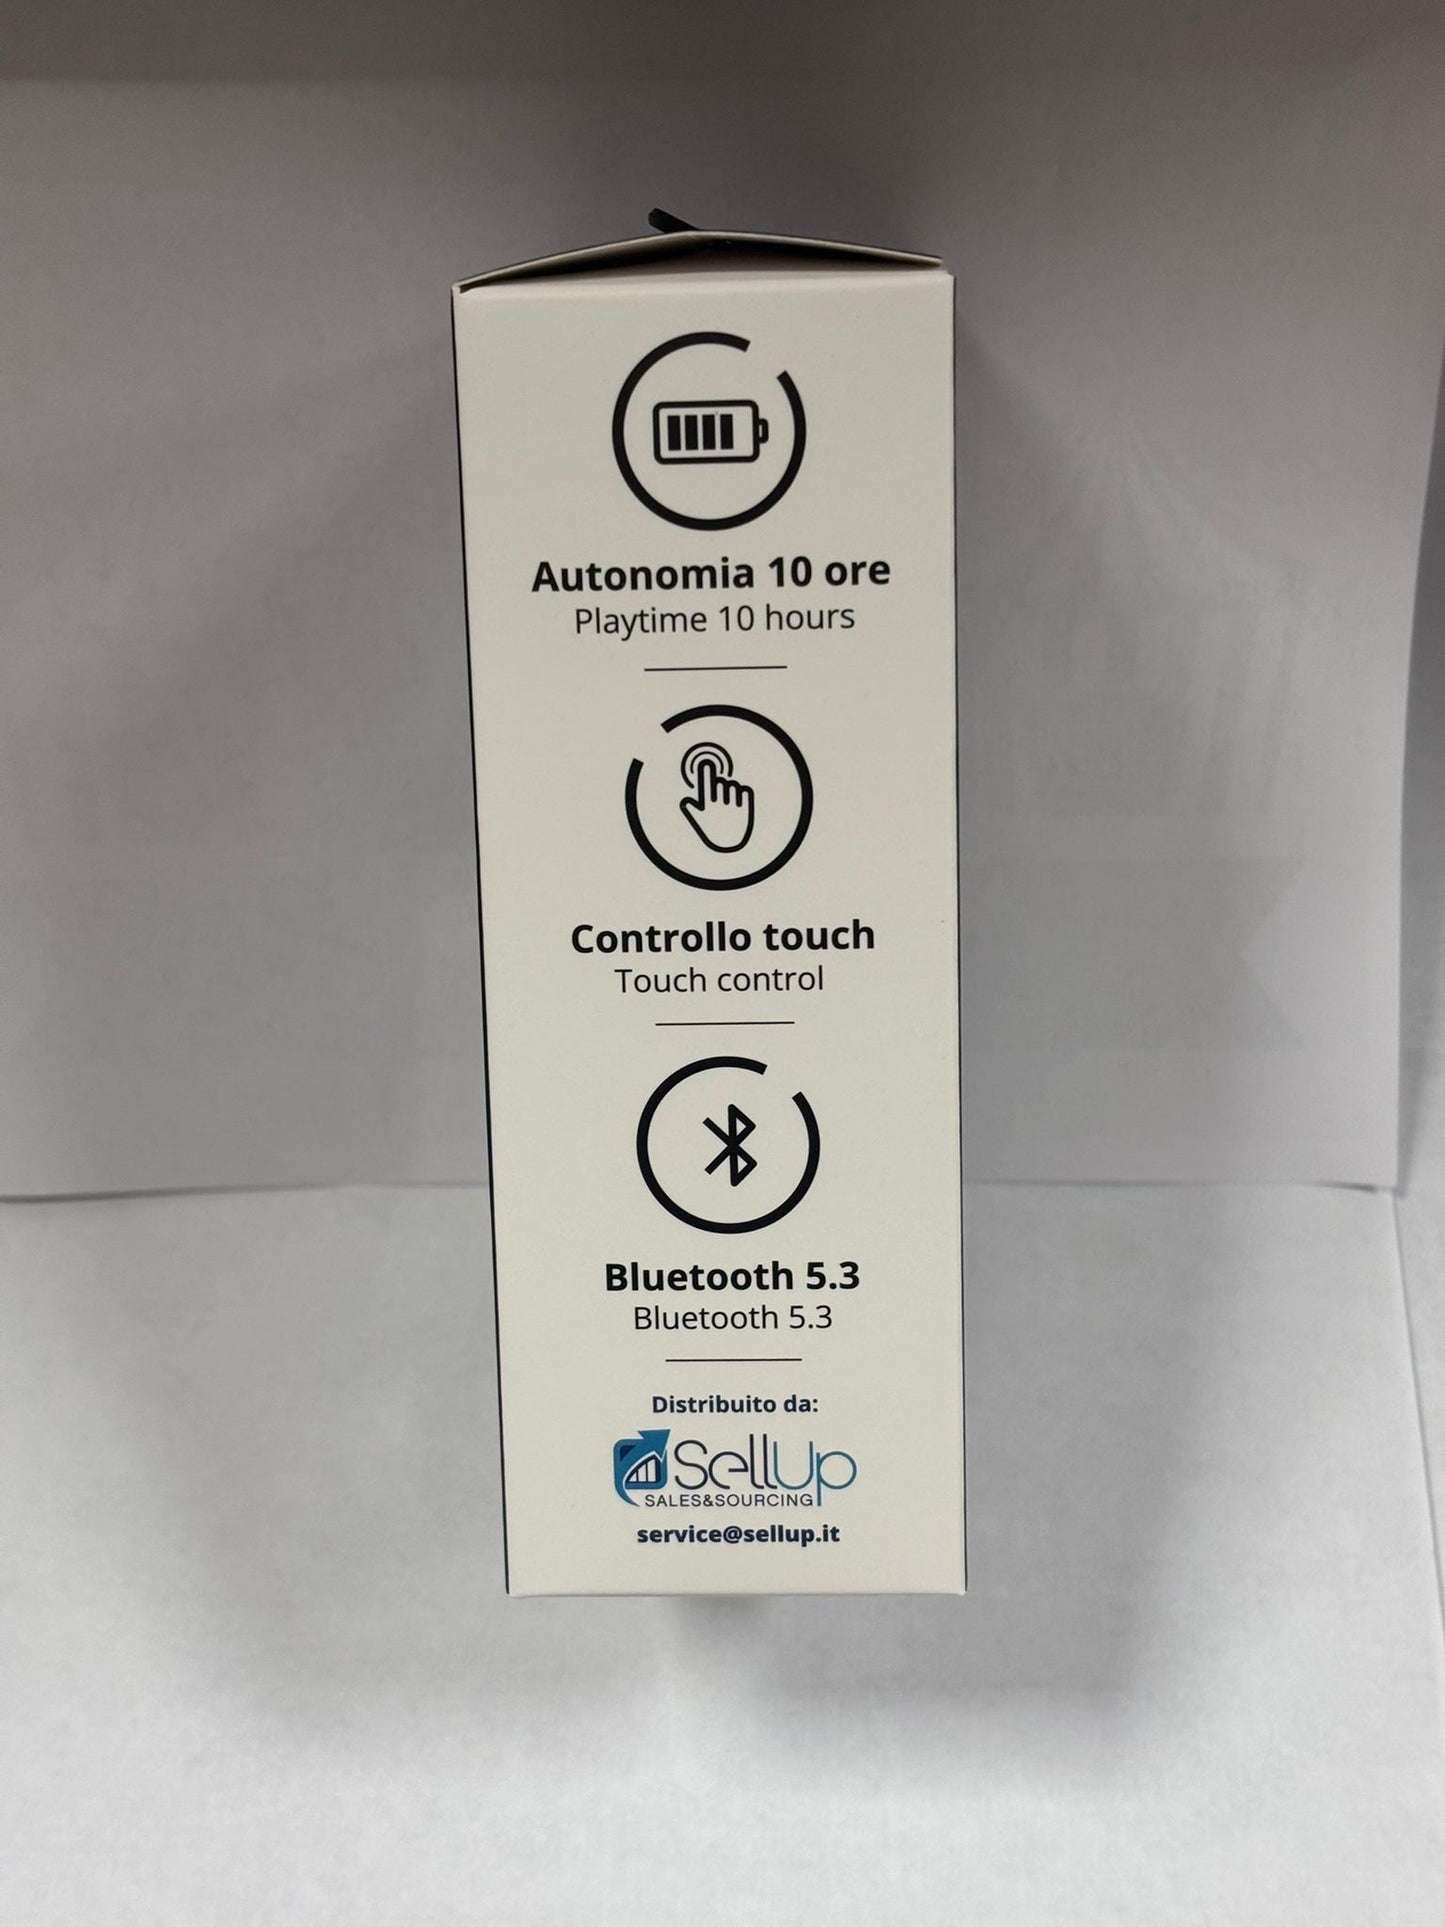 Autonomia 10 ore
Playtime 10 hours
Controllo touch
Touch control
Bluetooth 5.3
Bluetooth 5.3
Distribuito da:
SellUp
SALES&SOURCING
service@sellup.it